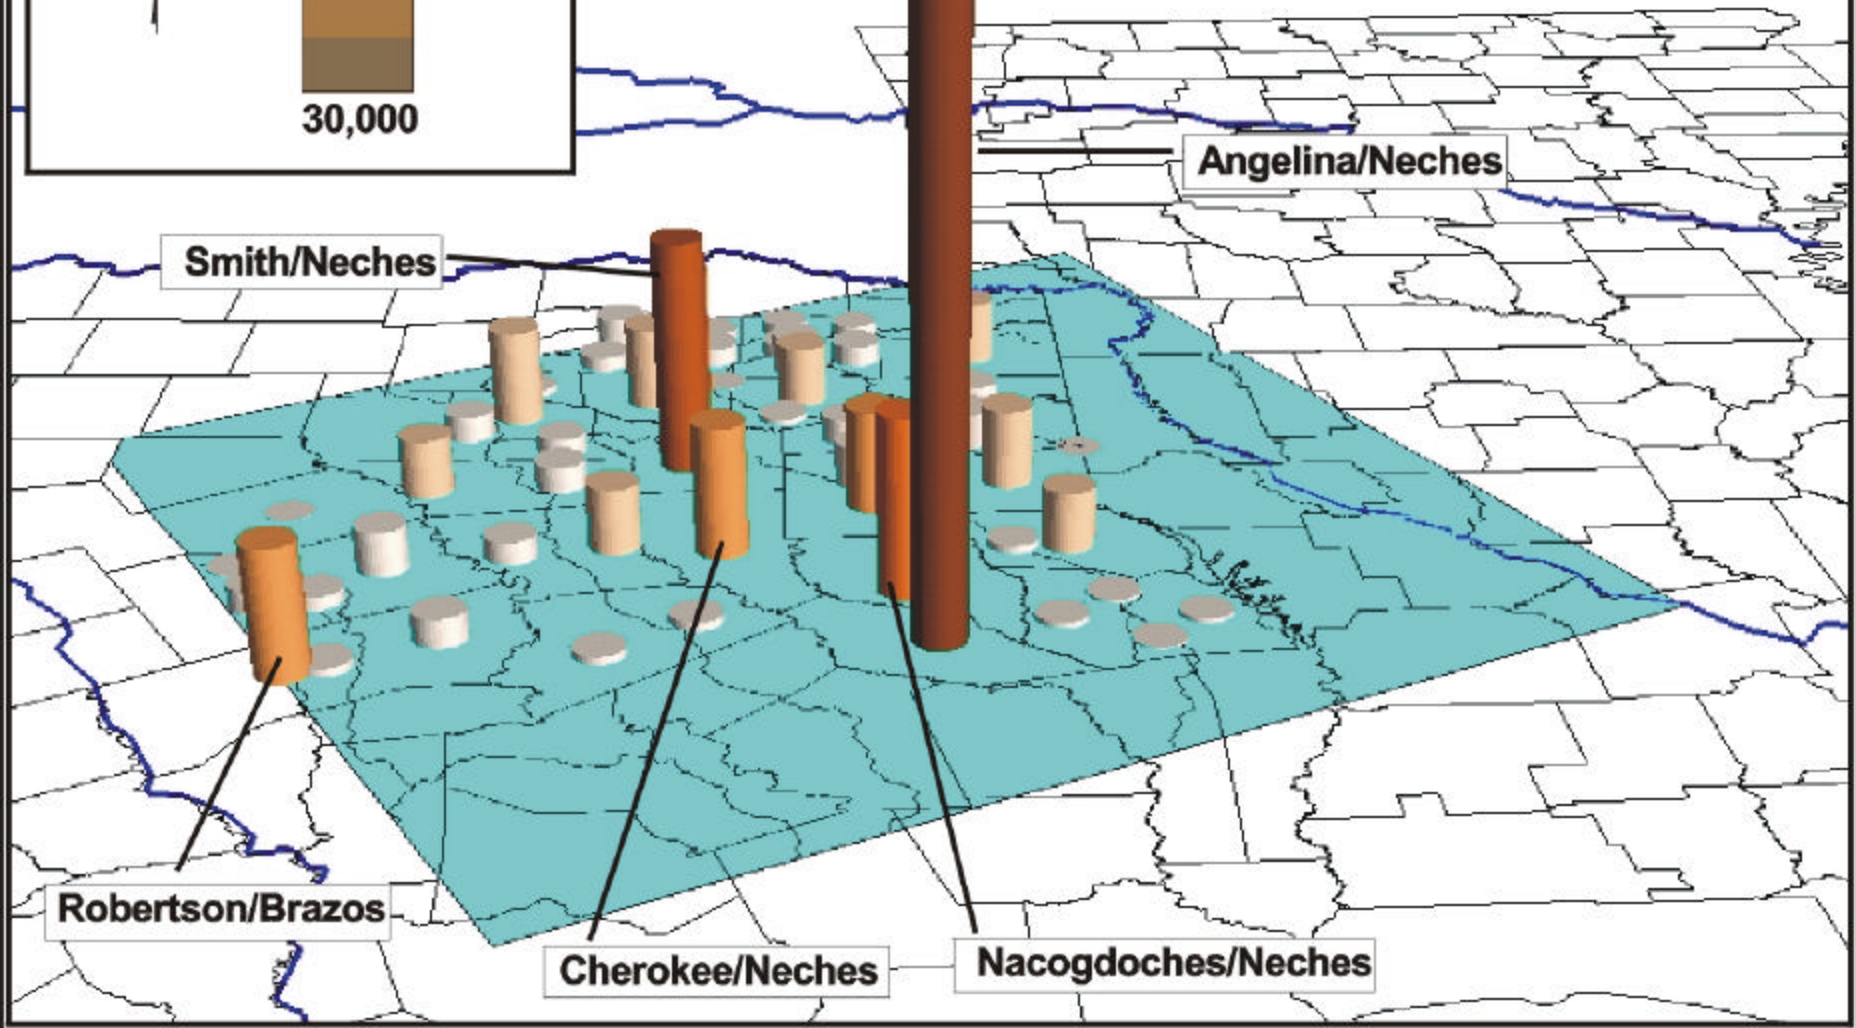 30,000
Angelina/Neches
Smith/Neches
Robertson/Brazos
Cherokee/Neches
Nacogdoches/Neches